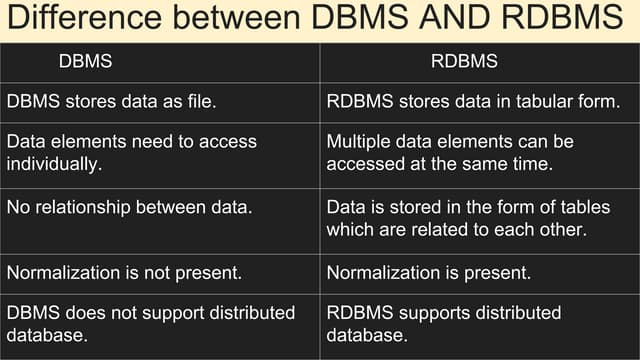 Difference between DBMS AND RDBMS
DBMS
RDBMS
DBMS stores data as file.
RDBMS stores data in tabular form.
Data elements need to access
individually.
Multiple data elements can be
accessed at the same time.
No relationship between data.
Data is stored in the form of tables
which are related to each other.
Normalization is not present.
Normalization is present.
DBMS does not support distributed
database.
RDBMS supports distributed
database.